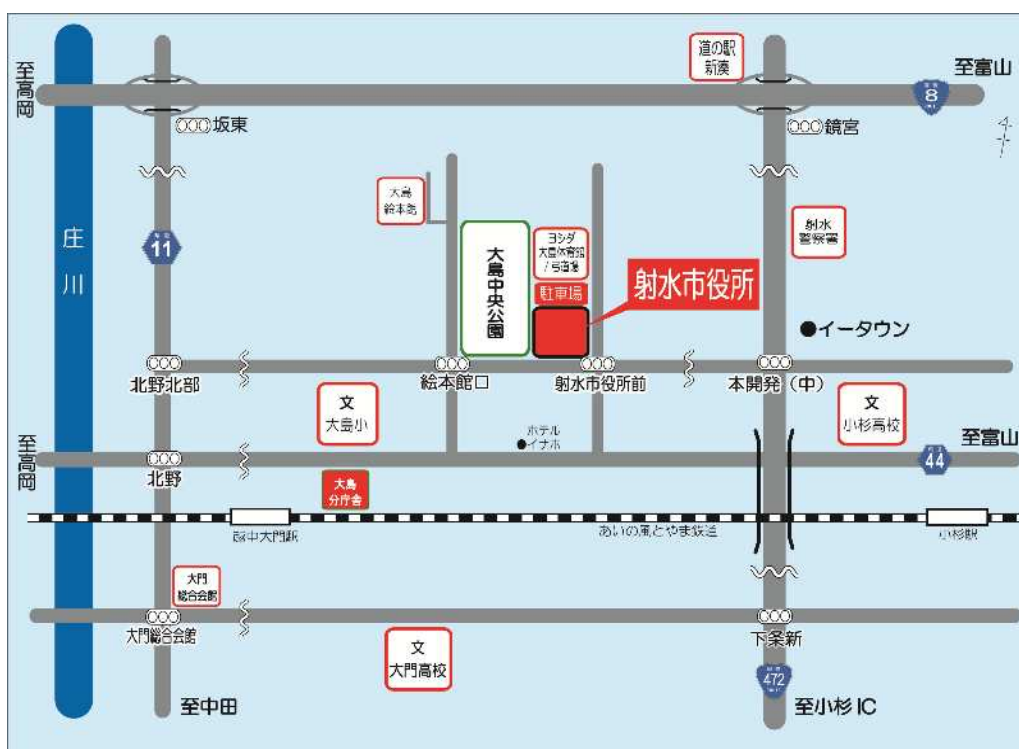 道の駅
新湊
至高岡
至富山
8
坂東
鏡宮
大島
絵本館
射水
警察署
庄川
11
大島中央公園
ヨシダ
大島体育館
/弓道場
駐車場
射水市役所
イータウン
北野北部
絵本館口
射水市役所前
本開発(中)
文
大島小
文
小杉高校
ホテル
イナホ
至高岡
至富山
北野
44
大島
分庁舎
越中大門駅
あいの風とやま鉄道
小杉駅
大門
総合会館
大門総合会館
下条新
文
大門高校
472
至中田
至小杉IC